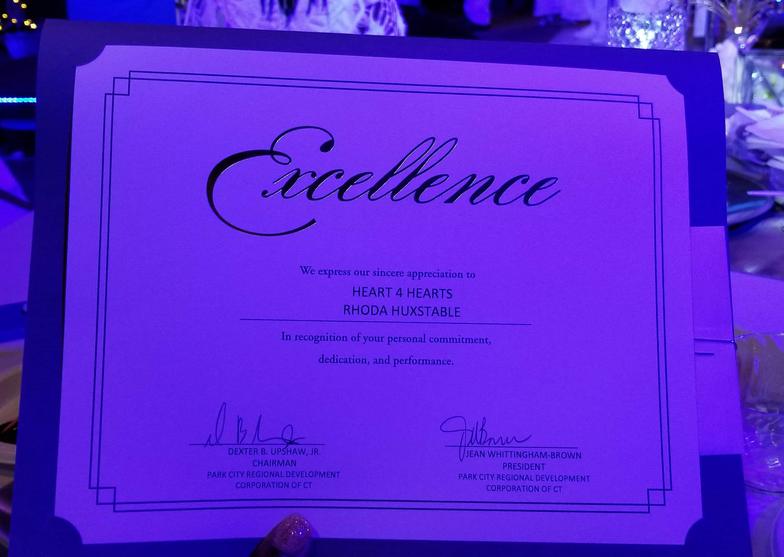 Excellence
We express our sincere appreciation to
HEART 4 HEARTS
RHODA HUXSTABLE
In recognition of your personal commitment,
dedication, and performance.
DEXTER B. UPSHAW, JR.
CHAIRMAN
PARK CITY REGIONAL DEVELOPMENT
CORPORATION OF CT
JEAN WHITTINGHAM-BROWN
PRESIDENT
PARK CITY REGIONAL DEVELOPMENT
CORPORATION OF CT